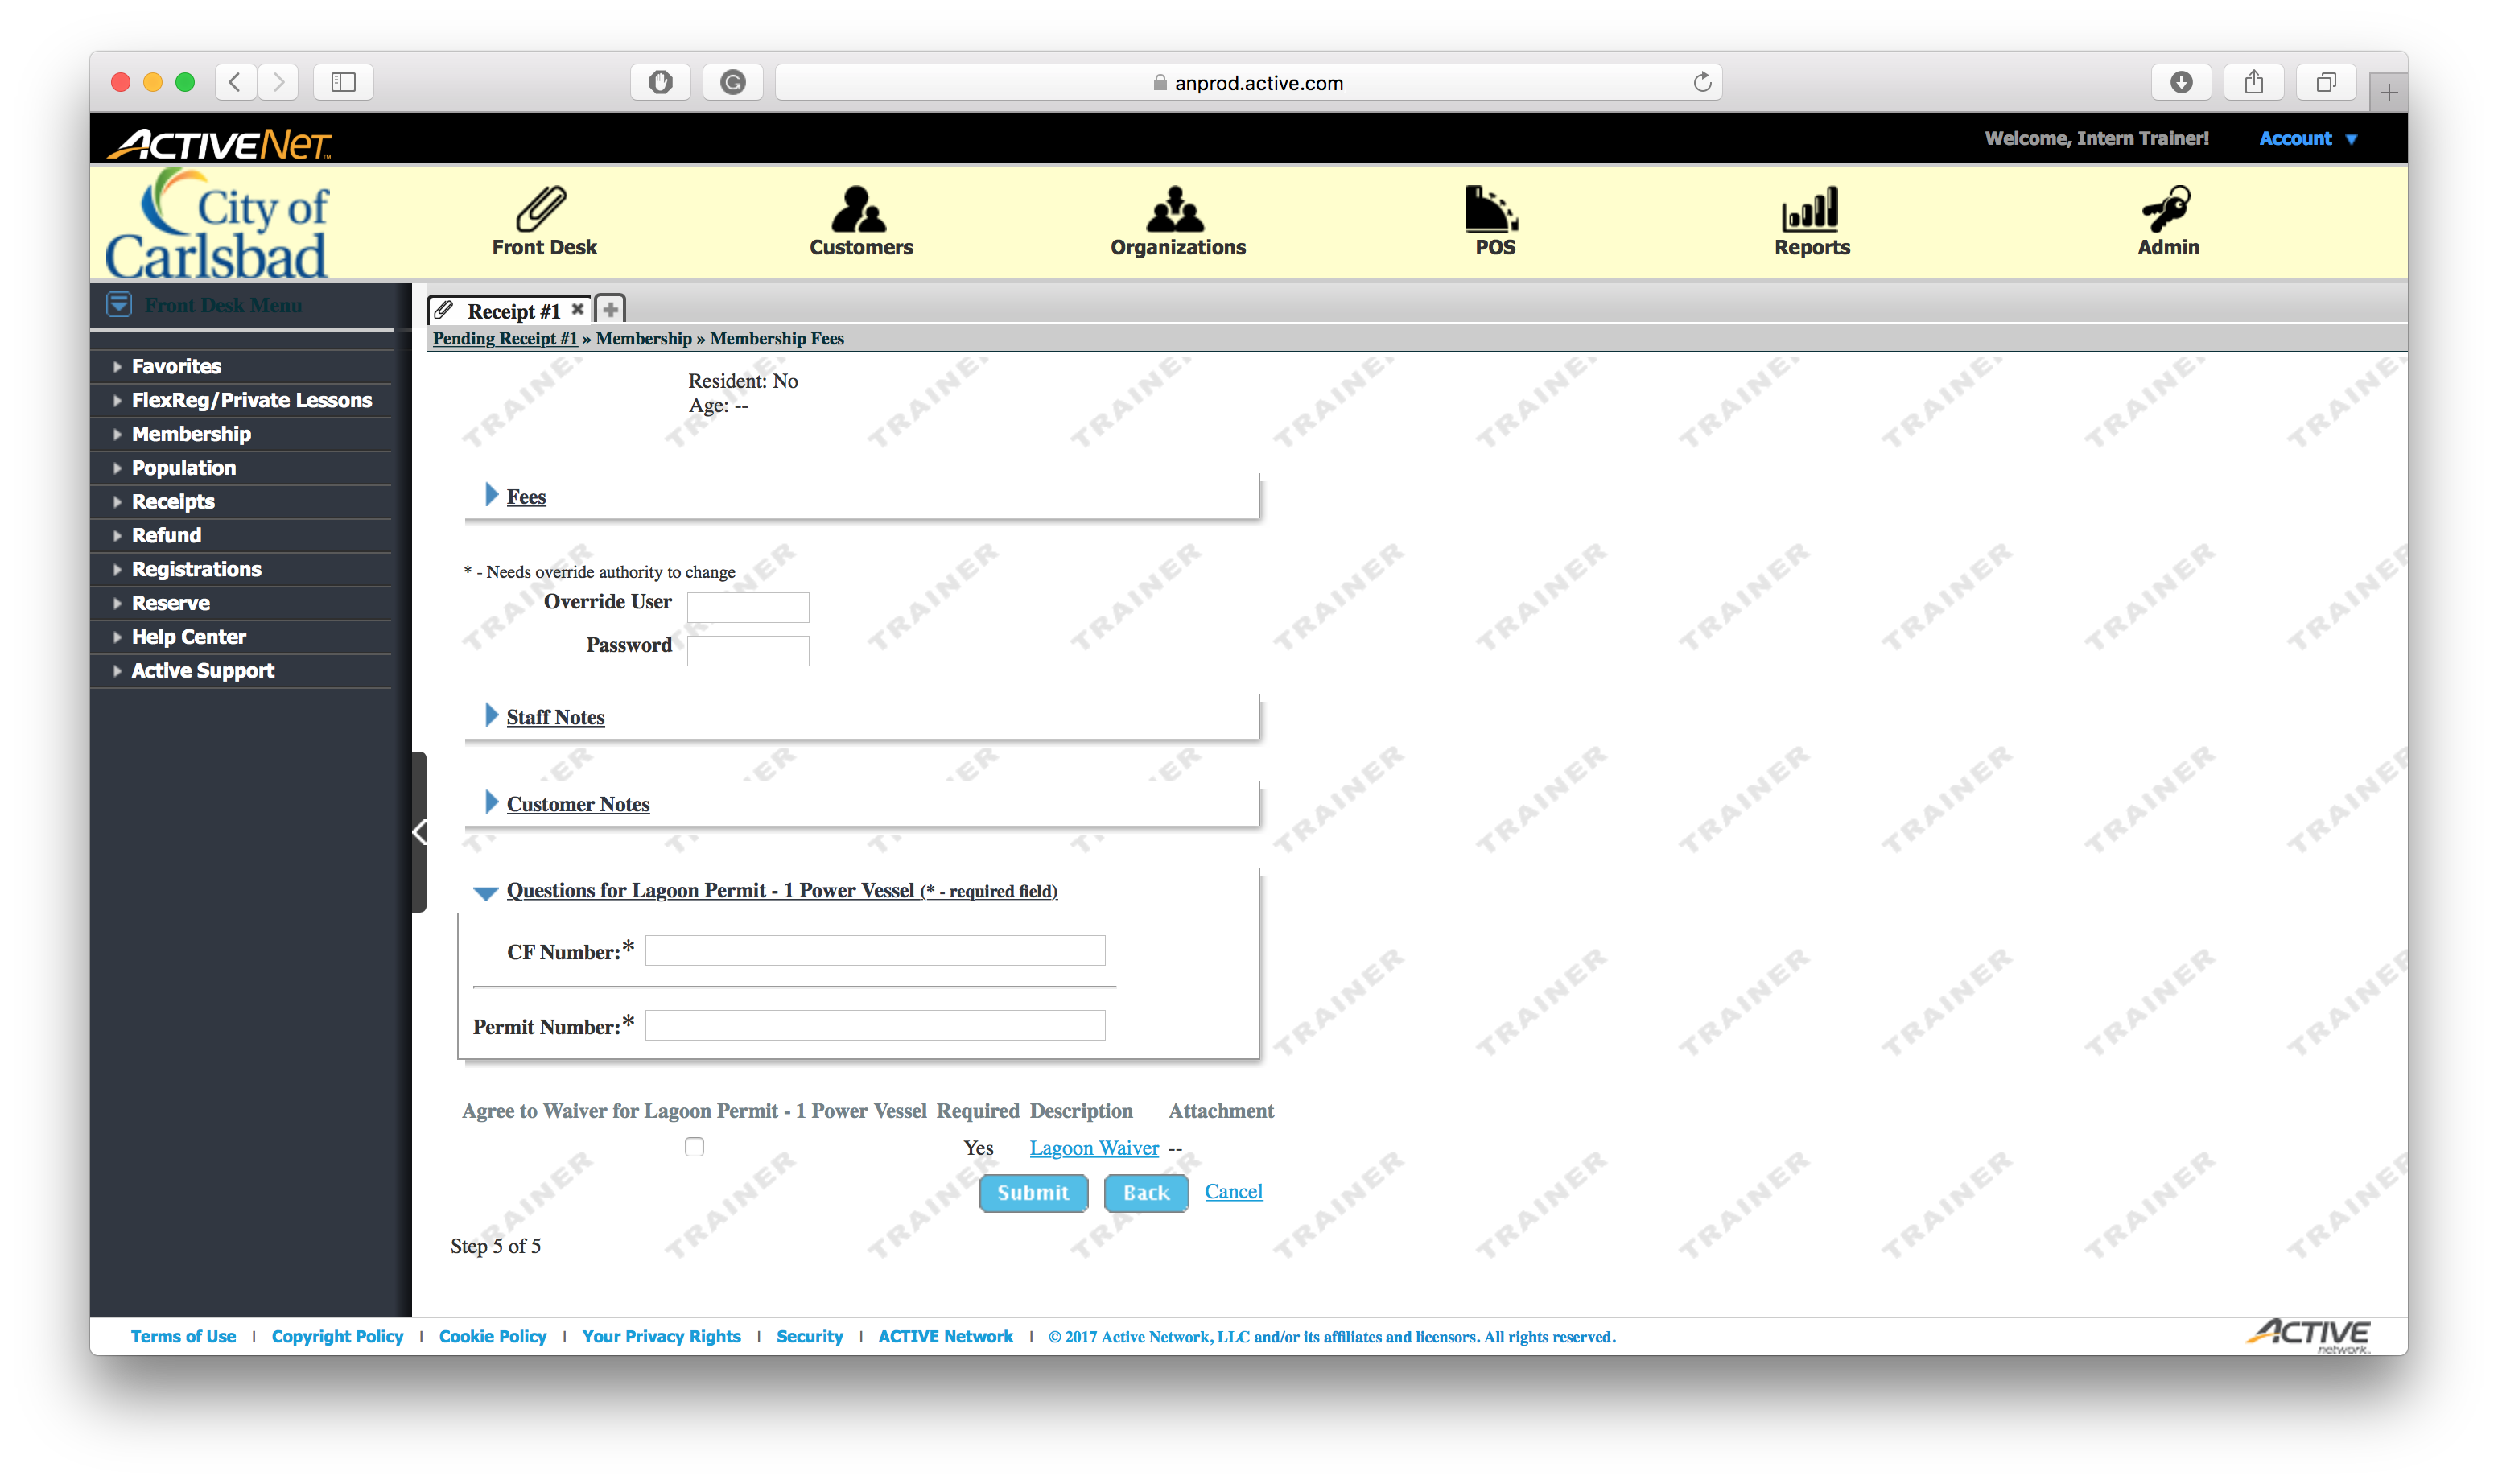 anprod.active.com
ACTIVENET
Welcome, Intern Trainer! Account
City of Carlsbad
Front Desk Customers Organizations POS Reports Admin
Front Desk Menu
Receipt #1
Pending Receipt #1 » Membership » Membership Fees
Favorites
FlexReg/Private Lessons
Membership
Population
Receipts
Refund
Registrations
Reserve
Help Center
Active Support
Resident: No
Age: --
Fees
* - Needs override authority to change
Override User
Password
Staff Notes
Customer Notes
Questions for Lagoon Permit - 1 Power Vessel (* - required field)
CF Number:*
Permit Number:*
Agree to Waiver for Lagoon Permit - 1 Power Vessel Required Description Attachment
Yes Lagoon Waiver --
Submit Back Cancel
Step 5 of 5
TRAINER
Terms of Use | Copyright Policy | Cookie Policy | Your Privacy Rights | Security | ACTIVE Network | © 2017 Active Network, LLC and/or its affiliates and licensors. All rights reserved.
ACTIVE network.